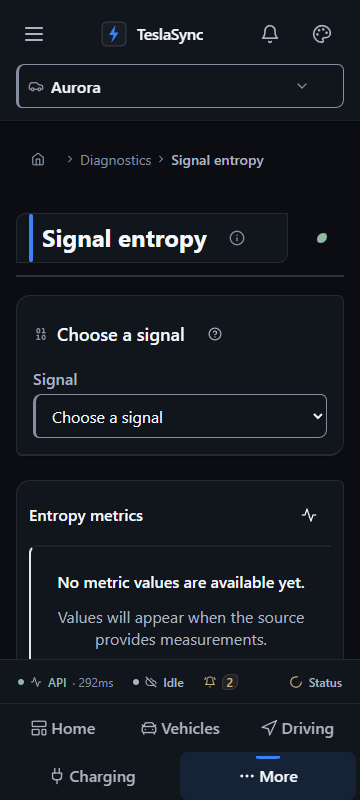 TeslaSync
Aurora
Diagnostics
Signal entropy
Signal entropy
Choose a signal
Signal
Choose a signal
Entropy metrics
No metric values are available yet.
Values will appear when the source
provides measurements.
API · 292ms
Idle
2
Status
Home
Vehicles
Driving
Charging
More